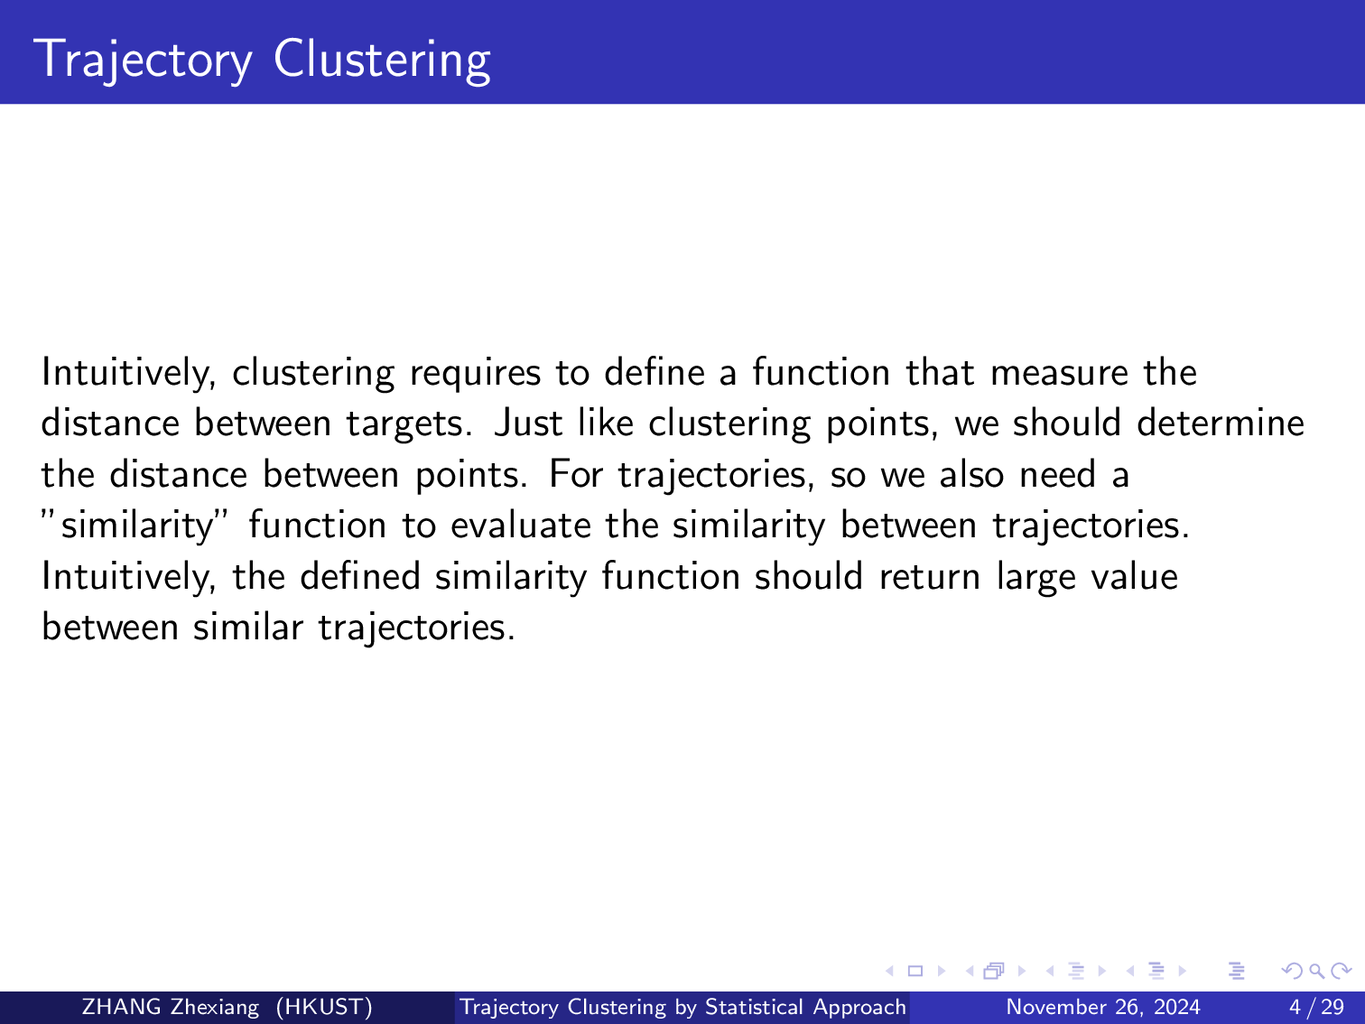 Trajectory Clustering
Intuitively, clustering requires to define a function that measure the
distance between targets. Just like clustering points, we should determine
the distance between points. For trajectories, so we also need a
”similarity” function to evaluate the similarity between trajectories.
Intuitively, the defined similarity function should return large value
between similar trajectories.
ZHANG Zhexiang (HKUST) Trajectory Clustering by Statistical Approach November 26, 2024 4 / 29